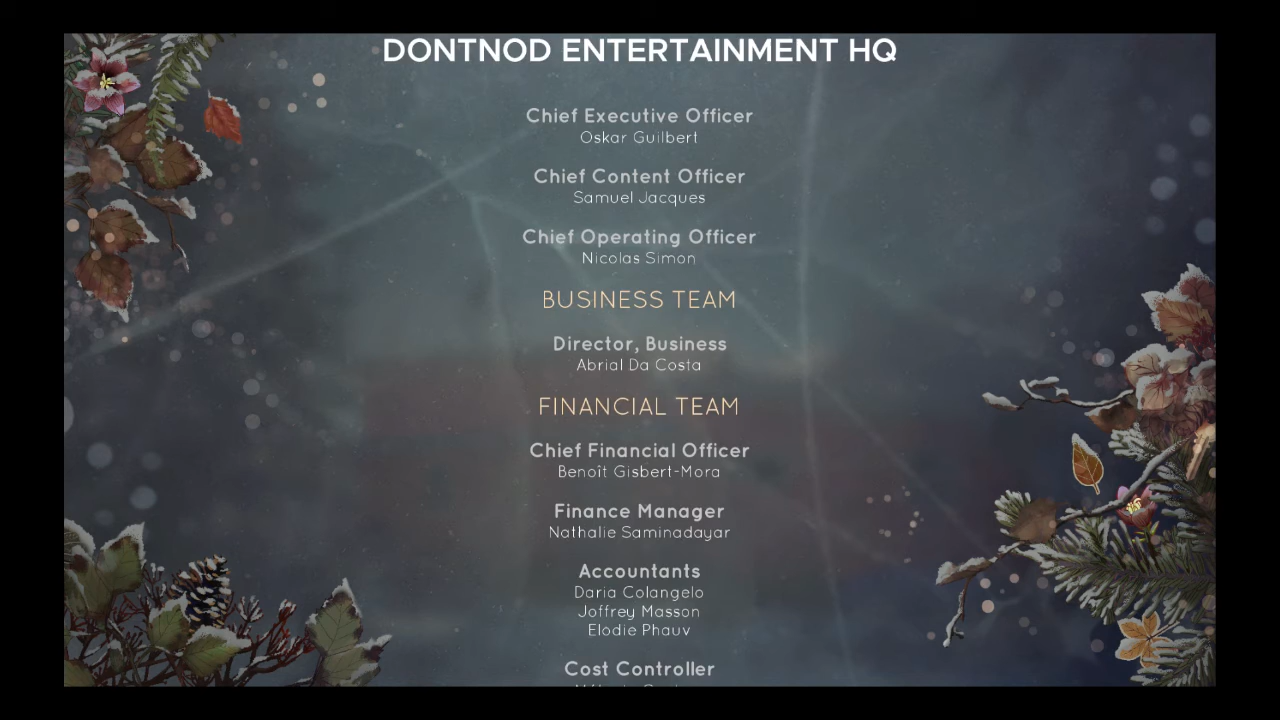 DONTNOD ENTERTAINMENT HQ
Chief Executive Officer
Oskar Guilbert
Chief Content Officer
Samuel Jacques
Chief Operating Officer
Nicolas Simon
BUSINESS TEAM
Director, Business
Abrial Da Costa
FINANCIAL TEAM
Chief Financial Officer
Benoît Gisbert-Mora
Finance Manager
Nathalie Saminadayar
Accountants
Daria Colangelo
Joffrey Masson
Elodie Phauv
Cost Controller